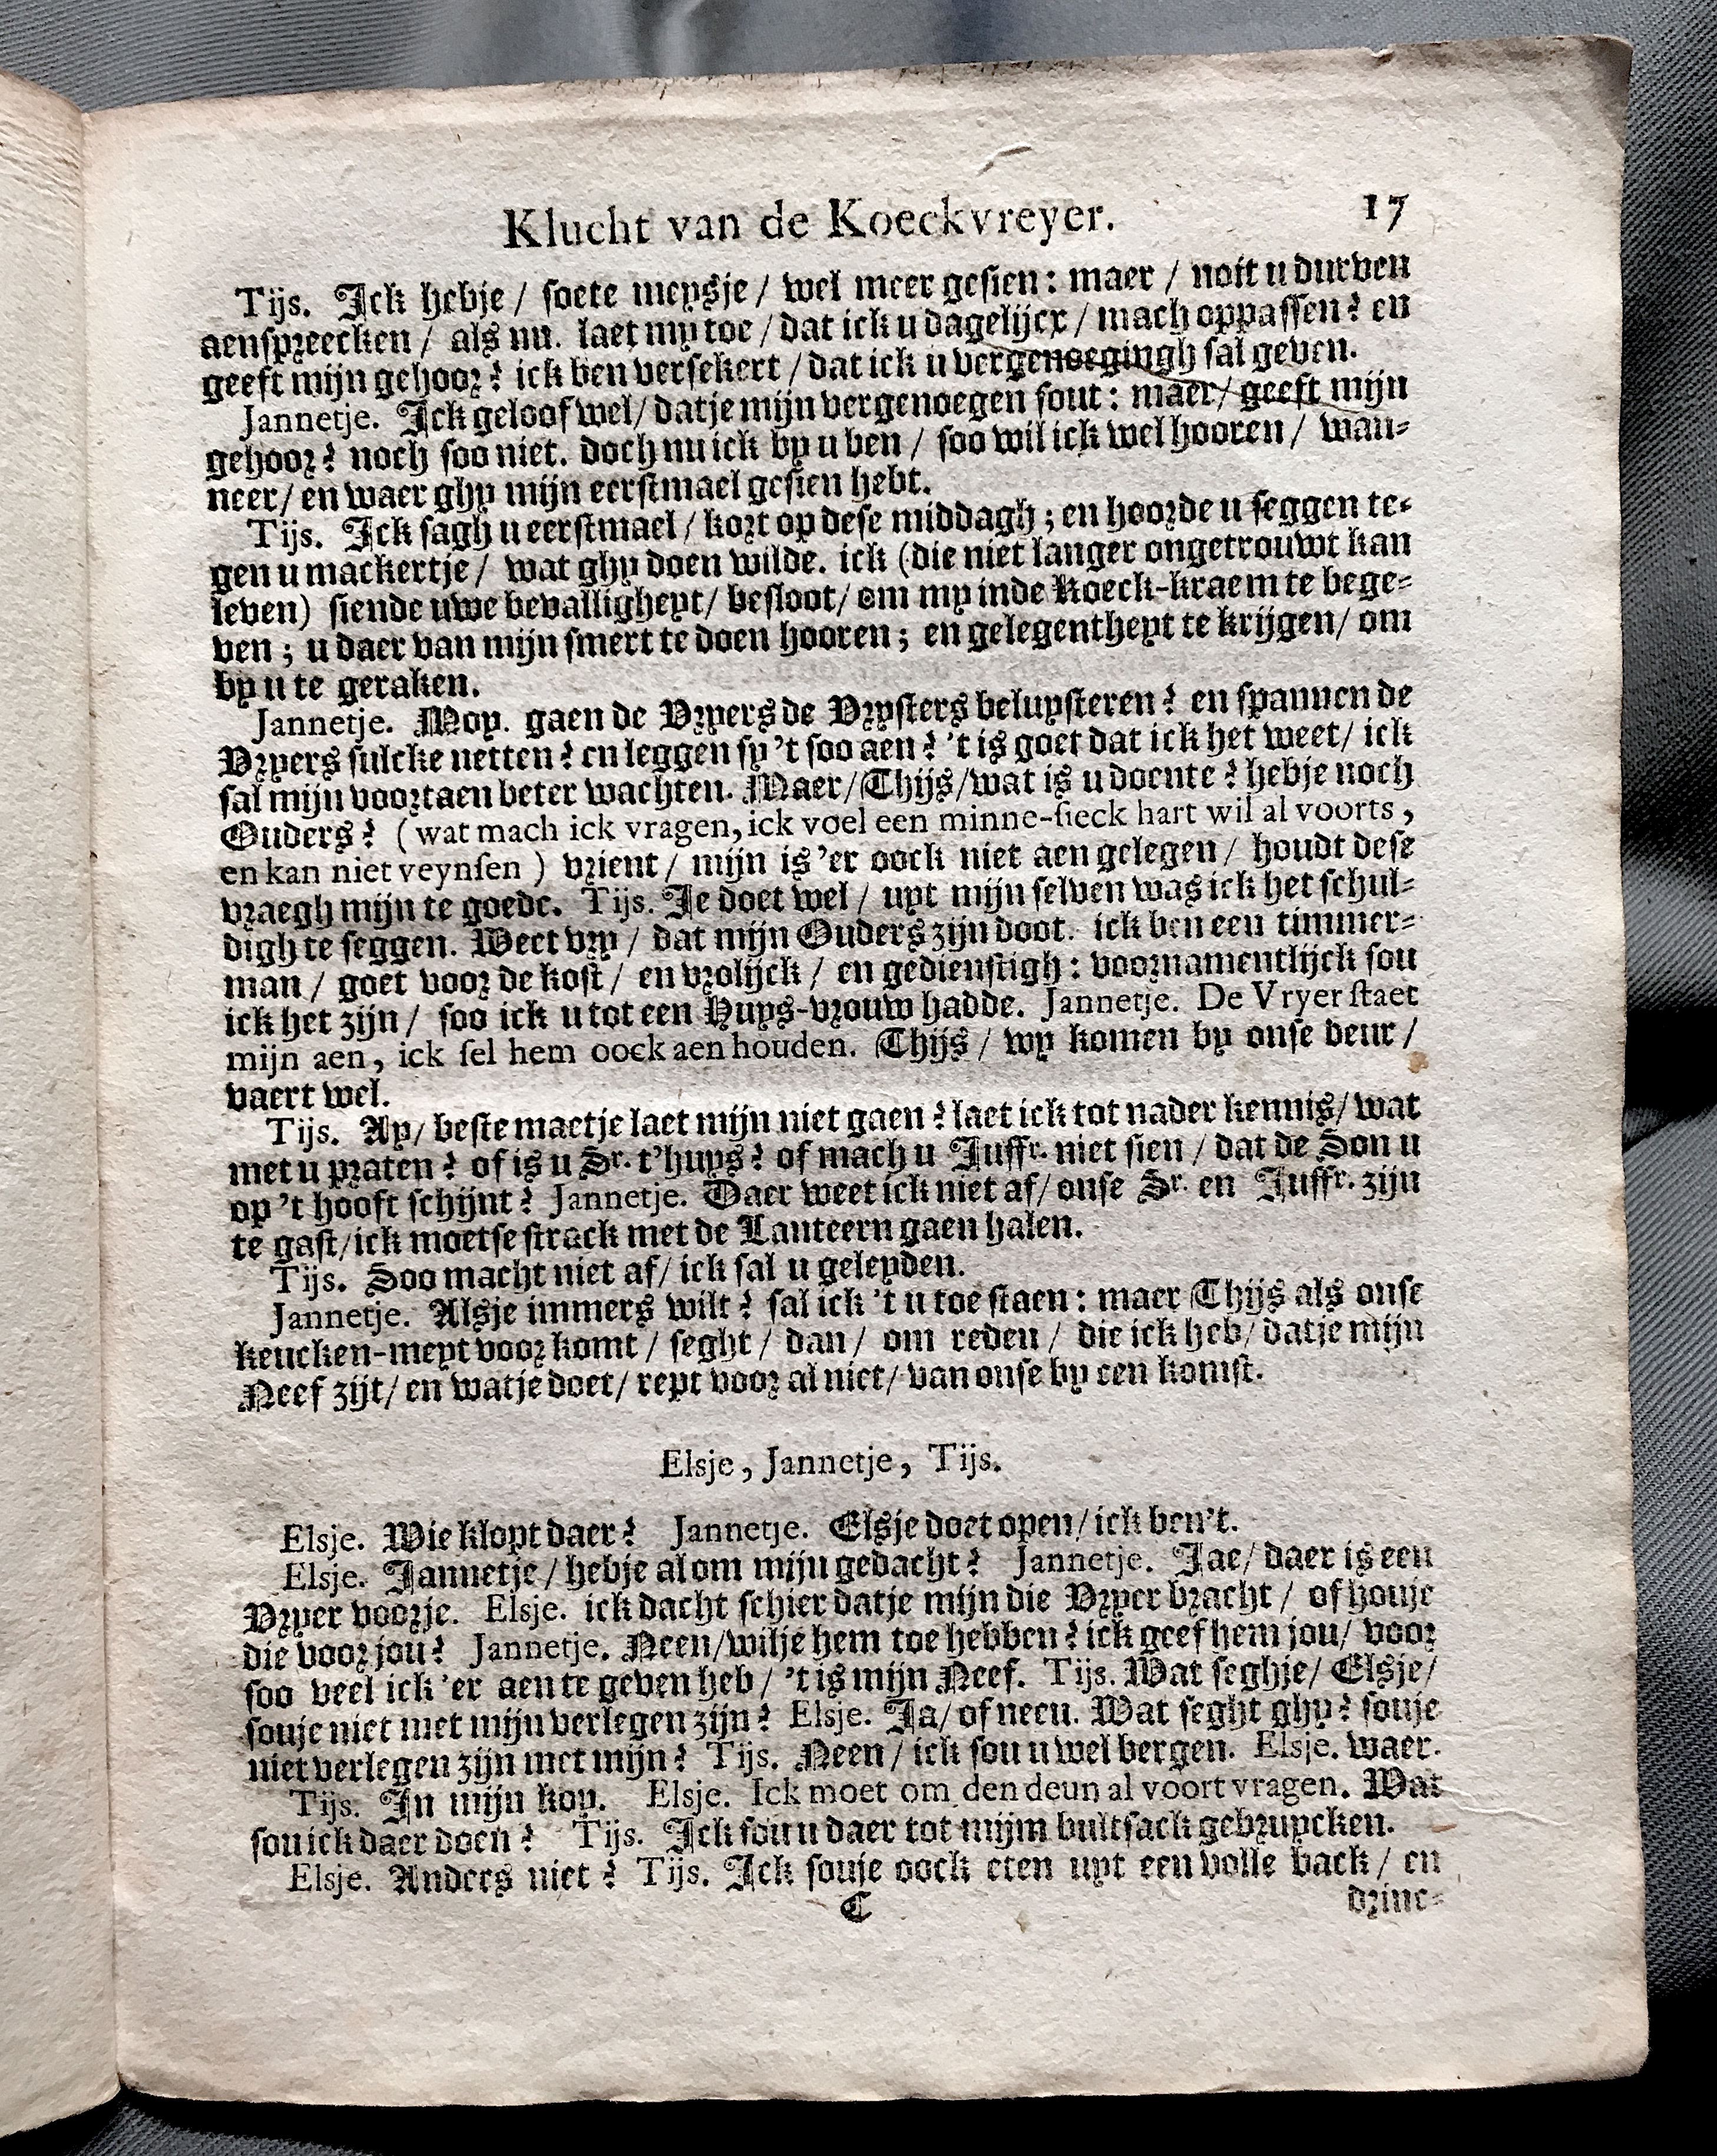 Klucht van de Koeckvreyer. 17
Tijs. Ick hebje / soete meysje / wel meer gesien: maer / noit u durven
aenspreecken / als nu. laet my toe / dat ick u dagelijcx / mach oppassen? en
geeft mijn gehoor? ick ben versekert / dat ick u vergenoegingh sal geven.
Jannetje. Ick geloof wel / datje mijn vergenoegen sout: maer / geeft mijn
gehoor? noch soo niet. doch nu ick by u ben / soo wil ick wel hooren / wan-
neer / en waer ghy mijn eerstmael gesien hebt.
Tijs. Ick sagh u eerstmael / kort op dese middagh; en hoorde u seggen te-
gen u mackertje / wat ghy doen wilde. ick (die niet langer ongetrouwt kan
leven) siende uwe bevalligheyt / besloot / om my inde Koeck-kraem te bege-
ven; u daer van mijn smert te doen hooren; en gelegentheyt te krijgen / om
by u te geraken.
Jannetje. Moy. gaen de Vryers de Vrysters beluysteren? en spannen de
Vryers sulcke netten? en leggen sy 't soo aen? 't is goet dat ick het weet / ick
sal mijn voortaen beter wachten. Maer / Thijs / wat is u doente? hebje noch
Ouders? (wat mach ick vragen, ick voel een minne-sieck hart wil al voorts,
en kan niet veynsen) vrient / mijn is 'er oock niet aen gelegen / houdt dese
vraegh mijn te goede. Tijs. Je doet wel / uyt mijn selven was ick het schul-
digh te seggen. Weet vry / dat mijn Ouders zijn doot. ick ben een timmer-
man / goet voor de kost / en vrolijck / en gedienstigh: voornamentlijck sou
ick het zijn / soo ick u tot een Huys-vrouw hadde. Jannetje. De Vryer staet
mijn aen, ick sel hem oock aen houden. Thijs / wy komen by onse deur /
vaert wel.
Tijs. Ay / beste maetje laet mijn niet gaen? laet ick tot nader kennis / wat
met u praten? of is u Sr. t'huys? of mach u Juffr. niet sien / dat de Son u
op 't hooft schijnt? Jannetje. Daer weet ick niet af / onse Sr. en Juffr. zijn
te gast / ick moetse strack met de Lanteern gaen halen.
Tijs. Soo macht niet af / ick sal u geleyden.
Jannetje. Alsje immers wilt? sal ick 't u toe staen: maer Thijs als onse
keucken-meyt voor komt / seght / dan / om reden / die ick heb / datje mijn
Neef zijt / en watje doet / rept voor al niet / van onse by een komst.
Elsje, Jannetje, Tijs.
Elsje. Wie klopt daer? Jannetje. Elsje doet open / ick ben't.
Elsje. Jannetje / hebje al om mijn gedacht? Jannetje. Jae / daer is een
Vryer voorje. Elsje. ick dacht schier datje mijn die Vryer bracht / of houje
die voor jou? Jannetje. Neen / wilje hem toe hebben? ick geef hem jou / voor
soo veel ick 'er aen te geven heb / 't is mijn Neef. Tijs. Wat seghje / Elsje /
souje niet met mijn verlegen zijn? Elsje. Ja / of neen. Wat seght ghy? souje
niet verlegen zijn met mijn? Tijs. Neen / ick sou u wel bergen. Elsje. waer.
Tijs. In mijn koy. Elsje. Ick moet om den deun al voort vragen. Wat
sou ick daer doen? Tijs. Ick sou u daer tot mijm bultsack gebruycken.
Elsje. Anders niet? Tijs. Ick souje oock eten uyt een volle back / en
C drinc-